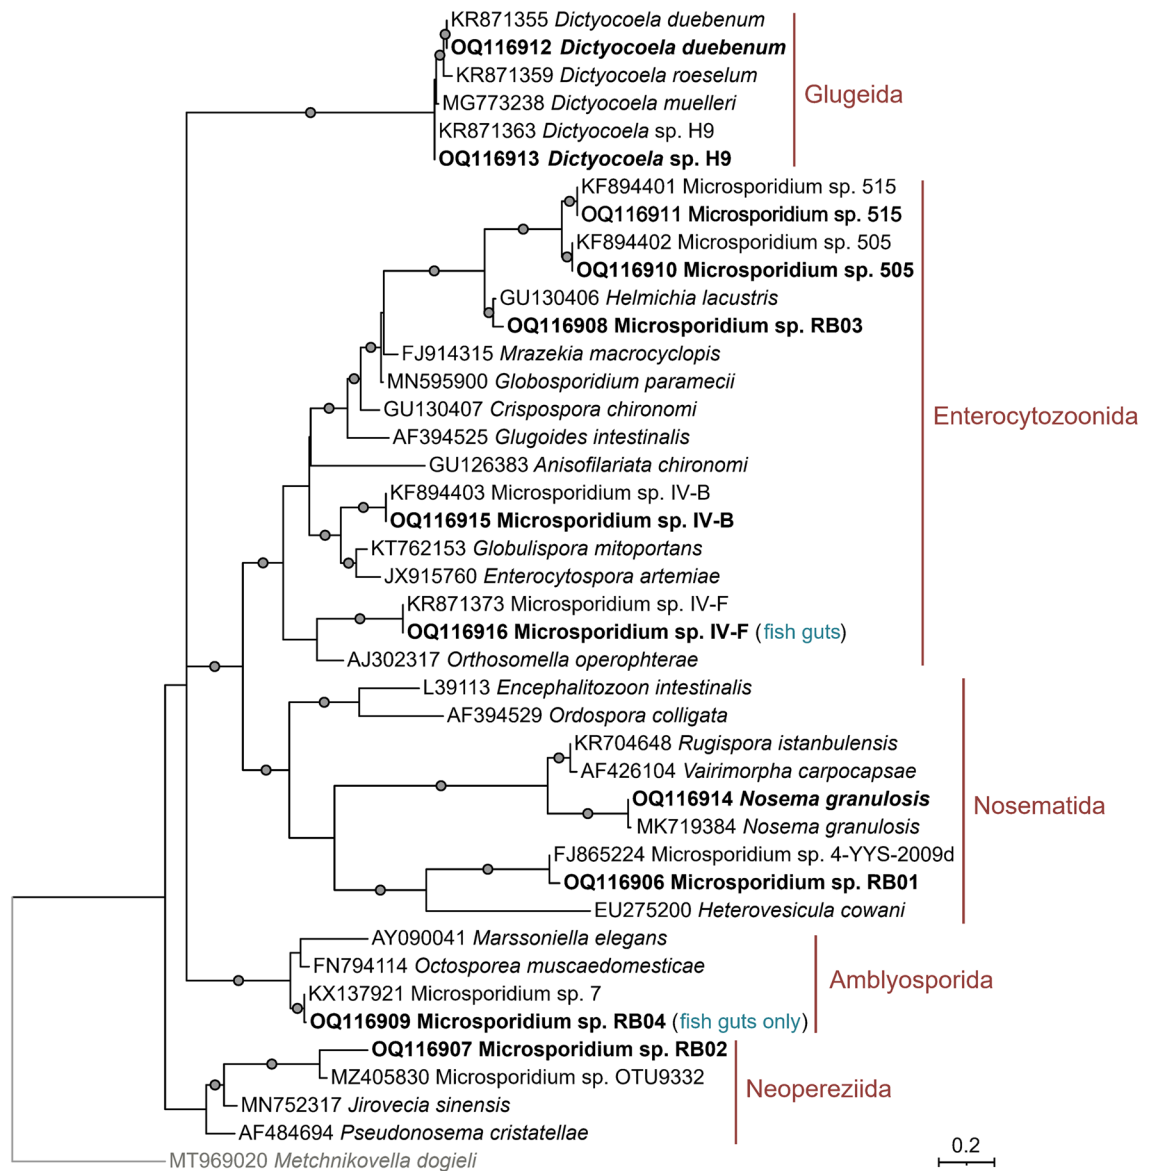 KR871355 Dictyocoela duebenum
OQ116912 Dictyocoela duebenum
KR871359 Dictyocoela roeselum
Glugeida
MG773238 Dictyocoela muelleri
KR871363 Dictyocoela sp. H9
OQ116913 Dictyocoela sp. H9
KF894401 Microsporidium sp. 515
OQ116911 Microsporidium sp. 515
KF894402 Microsporidium sp. 505
OQ116910 Microsporidium sp. 505
GU130406 Helmichia lacustris
OQ116908 Microsporidium sp. RB03
FJ914315 Mrazekia macrocyclopis
MN595900 Globosporidium paramecii
GU130407 Crispospora chironomi
Enterocytozoonida
AF394525 Glugoides intestinalis
GU126383 Anisofilariata chironomi
KF894403 Microsporidium sp. IV-B
OQ116915 Microsporidium sp. IV-B
KT762153 Globulispora mitoportans
JX915760 Enterocytospora artemiae
KR871373 Microsporidium sp. IV-F
OQ116916 Microsporidium sp. IV-F (fish guts)
AJ302317 Orthosomella operophterae
L39113 Encephalitozoon intestinalis
AF394529 Ordospora colligata
KR704648 Rugispora istanbulensis
AF426104 Vairimorpha carpocapsae
OQ116914 Nosema granulosis
Nosematida
MK719384 Nosema granulosis
FJ865224 Microsporidium sp. 4-YYS-2009d
OQ116906 Microsporidium sp. RB01
EU275200 Heterovesicula cowani
AY090041 Marssoniella elegans
FN794114 Octosporea muscaedomesticae
Amblyosporida
KX137921 Microsporidium sp. 7
OQ116909 Microsporidium sp. RB04 (fish guts only)
OQ116907 Microsporidium sp. RB02
MZ405830 Microsporidium sp. OTU9332
Neopereziida
MN752317 Jirovecia sinensis
AF484694 Pseudonosema cristatellae
0.2
MT969020 Metchnikovella dogieli